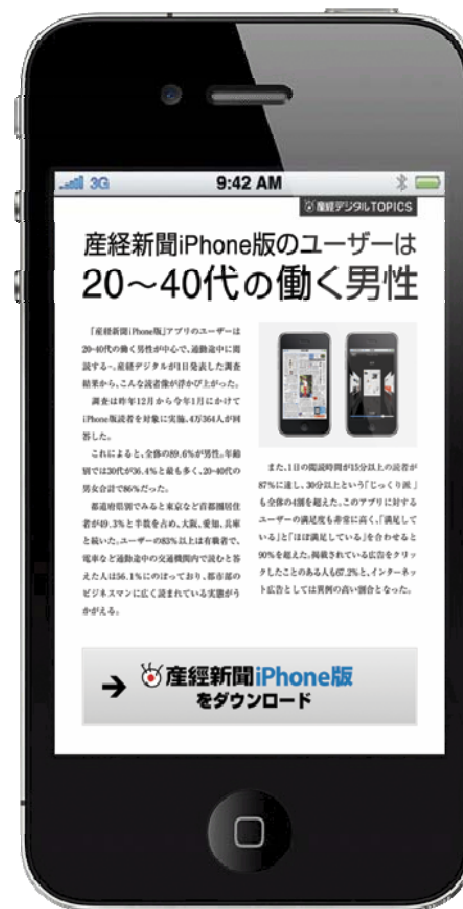 3G 9:42 AM
産経デジタルTOPICS
産経新聞iPhone版のユーザーは
20〜40代の働く男性
「産経新聞iPhone版」アプリのユーザーは
20-40代の働く男性が中心で、通勤途中に閲
読する−。産経デジタルが1日発表した調査
結果から、こんな読者像が浮かび上がった。
調査は昨年12月から今年1月にかけて
iPhone版読者を対象に実施、4万364人が回
答した。
これによると、全体の89.6%が男性。年齢
別では30代が36.4%と最も多く、20-40代の
男女合計で86%だった。
都道府県別でみると東京など首都圏居住
者が49.3%と半数を占め、大阪、愛知、兵庫
と続いた。ユーザーの83%以上は有職者で、
電車など通勤途中の交通機関内で読むと答
えた人は56.1%にのぼっており、都市部の
ビジネスマンに広く読まれている実態がう
かがえる。
また、1日の閲読時間が15分以上の読者が
87%に達し、30分以上という「じっくり派」
も全体の4割を超えた。このアプリに対する
ユーザーの満足度も非常に高く、「満足して
いる」と「ほぼ満足している」を合わせると
90%を超えた。掲載されている広告をクリッ
クしたことのある人も67.2%と、インターネッ
ト広告としては異例の高い割合となった。
産經新聞iPhone版
をダウンロード